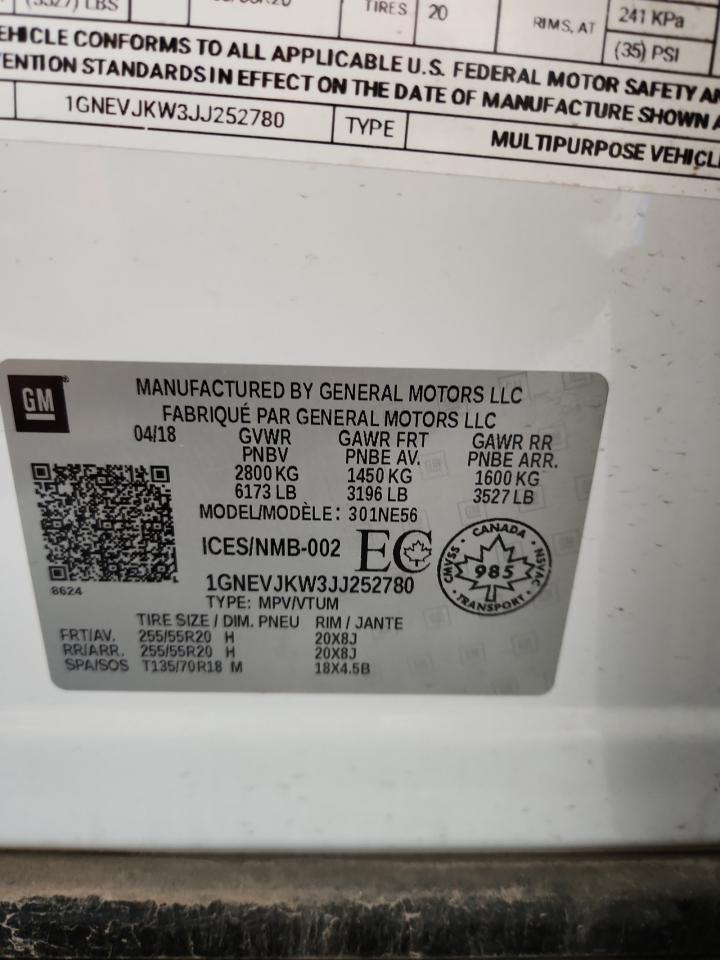 (3527) LBS
TIRES 20 RIMS, AT 241 KPa
(35) PSI
EHICLE CONFORMS TO ALL APPLICABLE U.S. FEDERAL MOTOR SAFETY AN
VENTION STANDARDS IN EFFECT ON THE DATE OF MANUFACTURE SHOWN A
1GNEVJKW3JJ252780 TYPE MULTIPURPOSE VEHICL
GM
MANUFACTURED BY GENERAL MOTORS LLC
FABRIQUÉ PAR GENERAL MOTORS LLC
04/18 GVWR GAWR FRT GAWR RR
PNBV PNBE AV. PNBE ARR.
2800 KG 1450 KG 1600 KG
6173 LB 3196 LB 3527 LB
MODEL/MODÈLE: 301NE56
ICES/NMB-002 EC
CANADA
CMVSS 985 NSVAC
TRANSPORT
8624
1GNEVJKW3JJ252780
TYPE: MPV/VTUM
TIRE SIZE / DIM. PNEU RIM / JANTE
FRT/AV. 255/55R20 H 20X8J
RR/ARR. 255/55R20 H 20X8J
SPA/SOS T135/70R18 M 18X4.5B